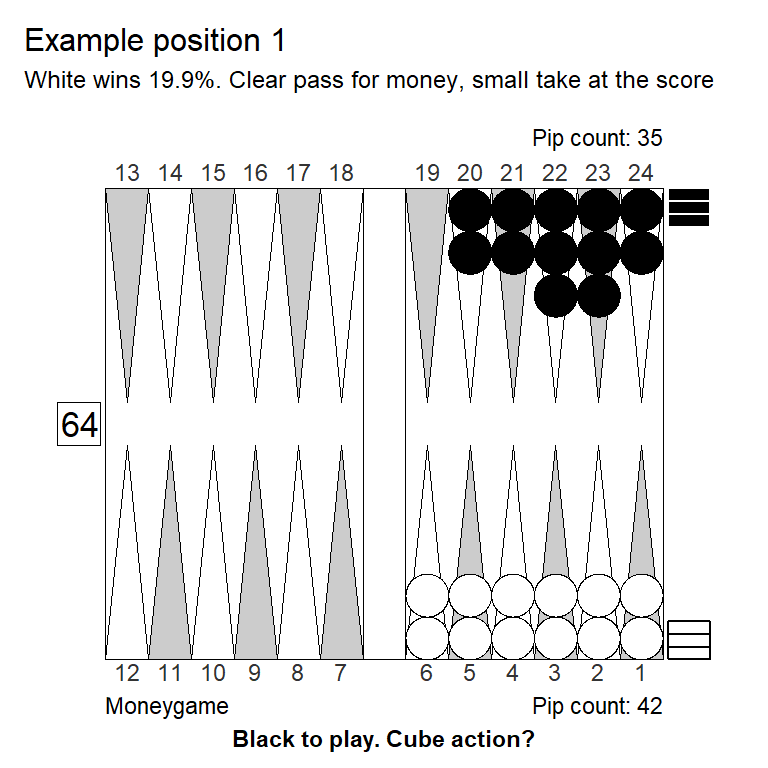 Example position 1
White wins 19.9%. Clear pass for money, small take at the score
Pip count: 35
13 14 15 16 17 18 19 20 21 22 23 24
64
12 11 10 9 8 7 6 5 4 3 2 1
Moneygame Pip count: 42
Black to play. Cube action?